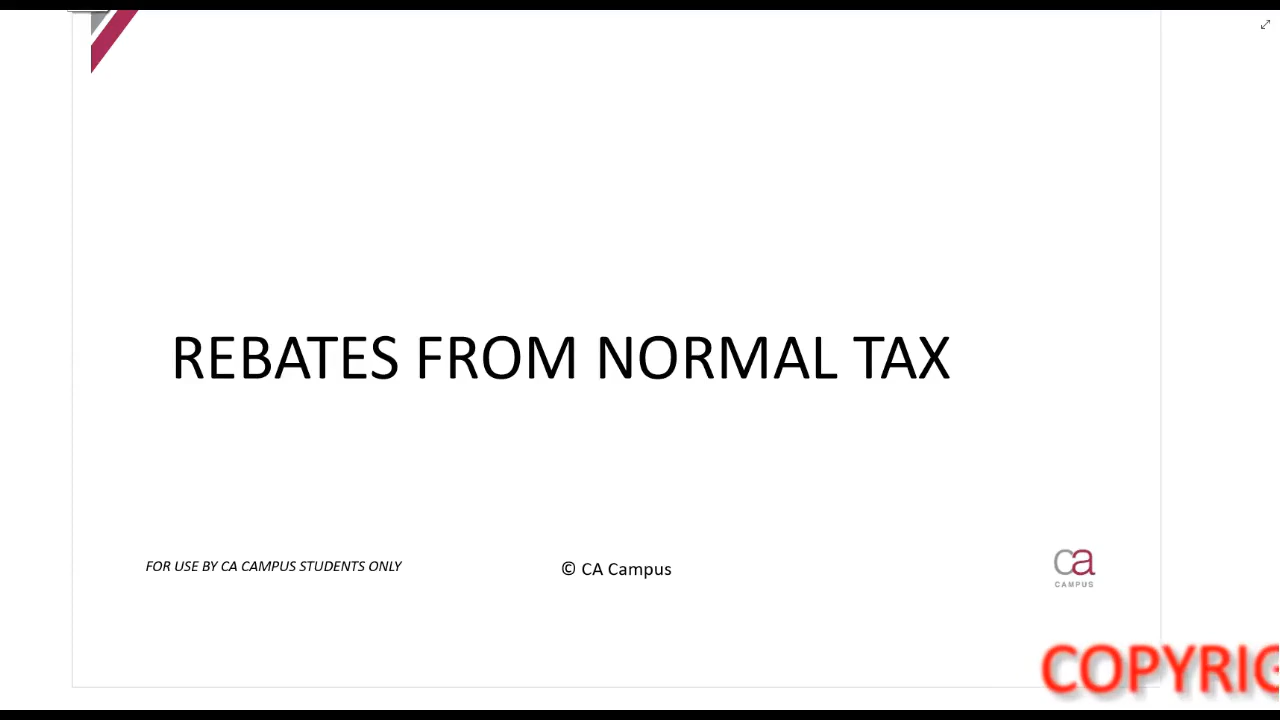 REBATES FROM NORMAL TAX
FOR USE BY CA CAMPUS STUDENTS ONLY
© CA Campus
ca
CAMPUS
COPYRIG